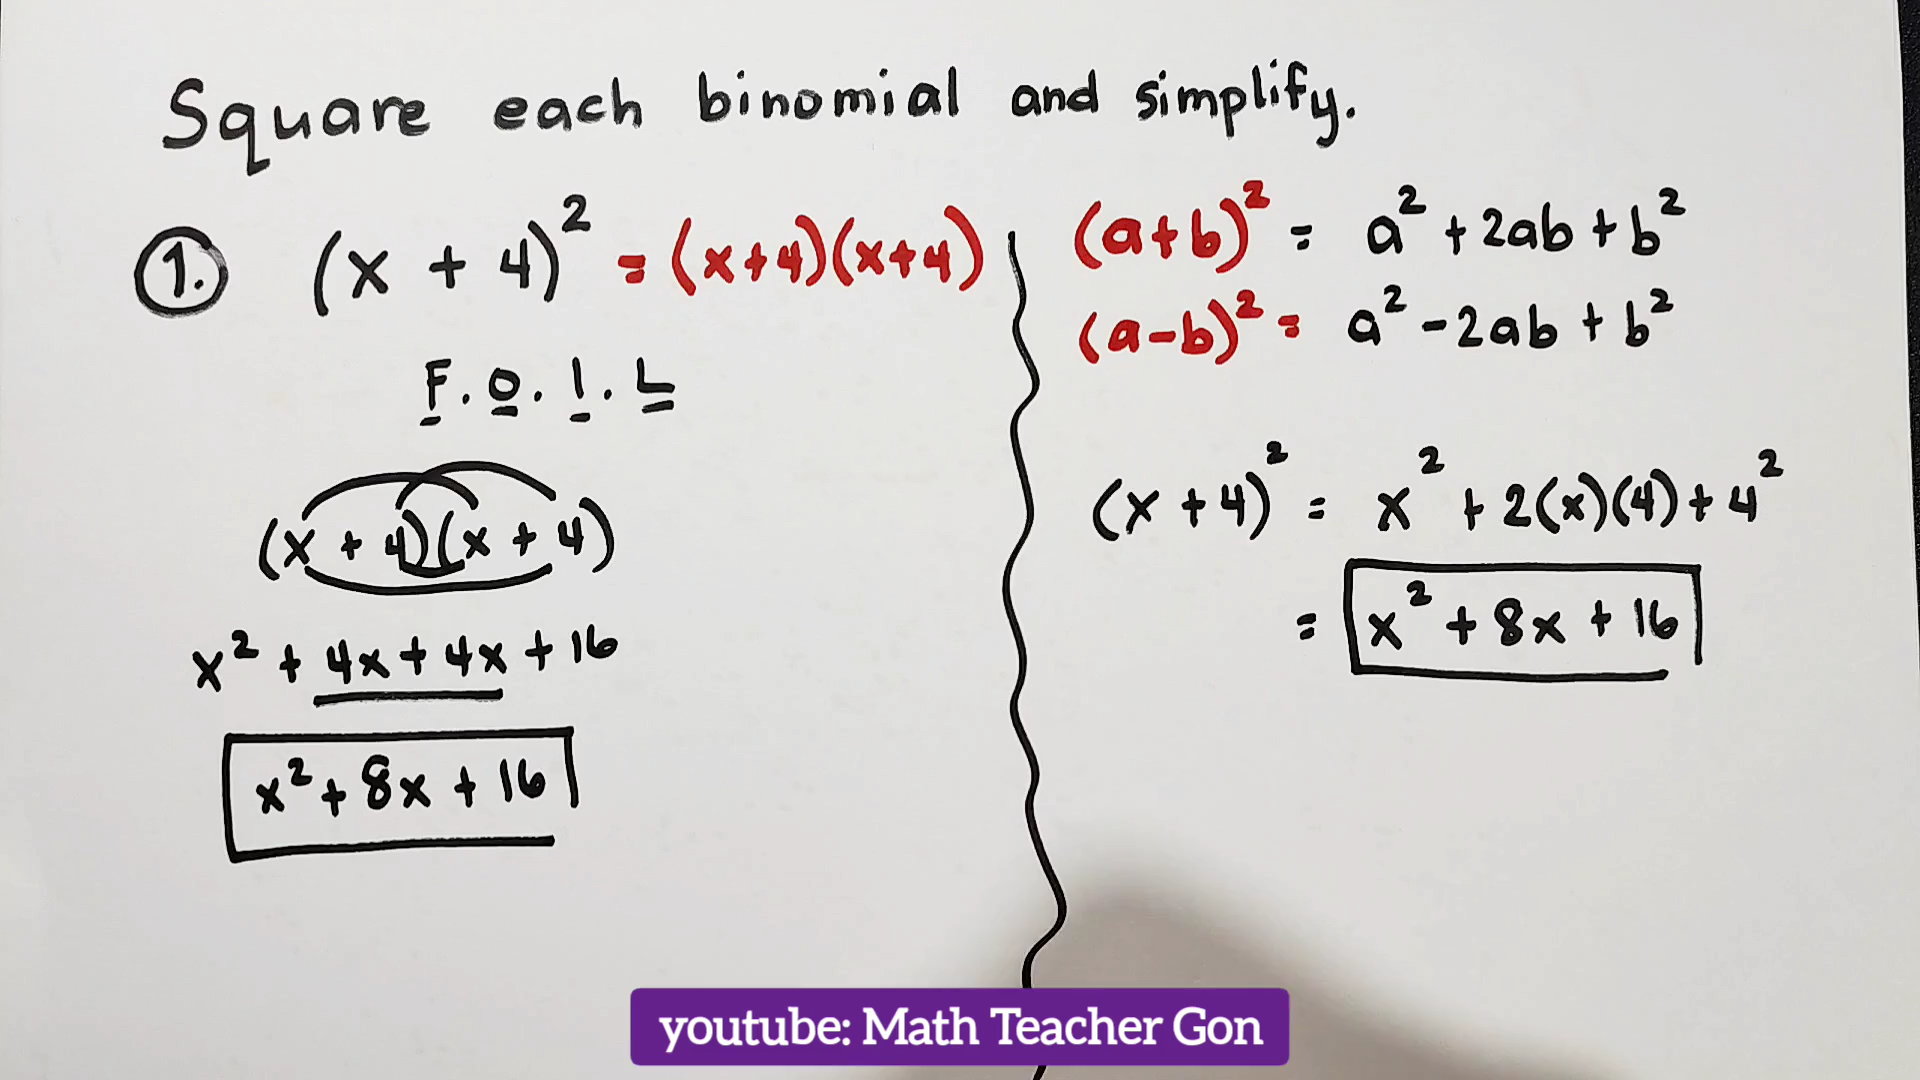 Square each binomial and simplify.
1. (x + 4)² = (x+4)(x+4)
F. O. I. L
(x + 4)(x + 4)
x² + 4x + 4x + 16
x² + 8x + 16
(a+b)² = a² + 2ab + b²
(a-b)² = a² - 2ab + b²
(x + 4)² = x² + 2(x)(4) + 4²
= x² + 8x + 16
youtube: Math Teacher Gon